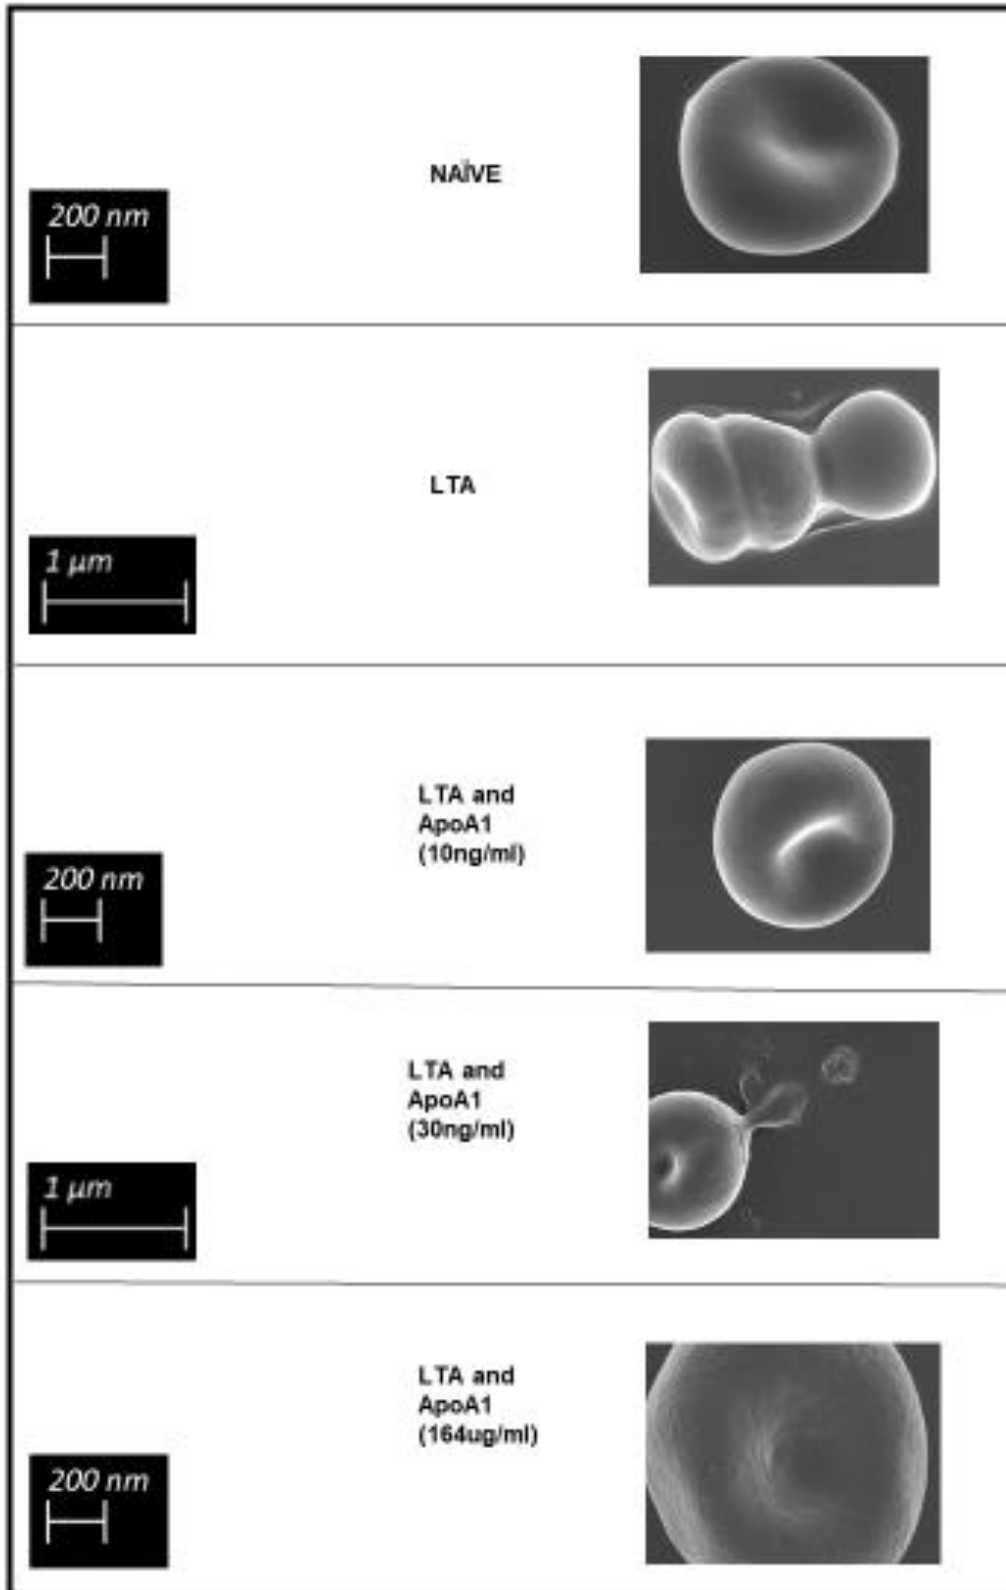 NAÏVE
200 nm
LTA
1 μm
LTA and
ApoA1
(10ng/ml)
200 nm
LTA and
ApoA1
(30ng/ml)
1 μm
LTA and
ApoA1
(164ug/ml)
200 nm